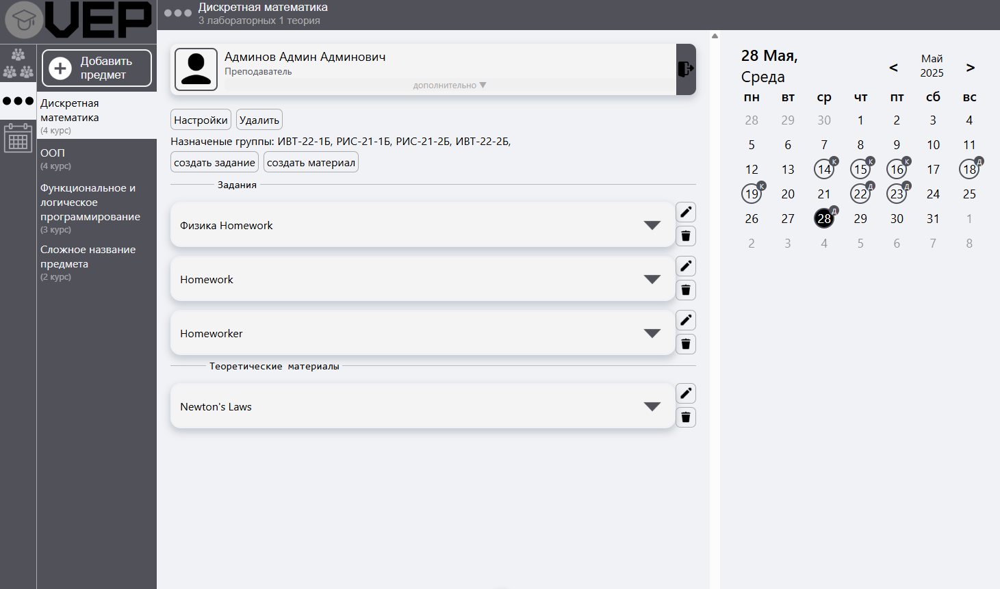 VEP
Дискретная математика
3 лабораторных 1 теория
Добавить
предмет
Дискретная
математика
(4 курс)
ООП
(4 курс)
Функциональное и
логическое
программирование
(3 курс)
Сложное название
предмета
(2 курс)
Админов Админ Админович
Преподаватель
дополнительно ▼
Настройки Удалить
Назначеные группы: ИВТ-22-1Б, РИС-21-1Б, РИС-21-2Б, ИВТ-22-2Б,
создать задание создать материал
Задания
Физика Homework
Homework
Homeworker
Теоретические материалы
Newton's Laws
28 Мая,
Среда
< Май 2025 >
пн вт ср чт пт сб вс
28 29 30 1 2 3 4
5 6 7 8 9 10 11
12 13 14 К 15 К 16 К 17 18 Д
19 К 20 21 22 Д 23 Д 24 25
26 27 28 Д 29 30 31 1
2 3 4 5 6 7 8